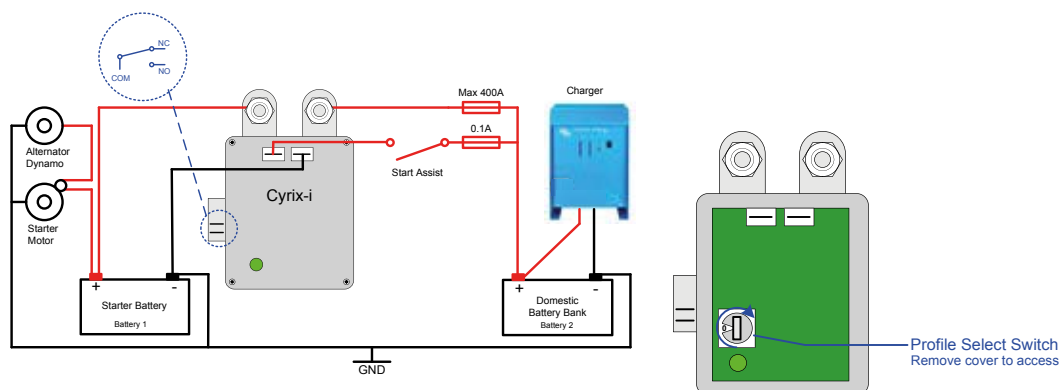 NC
COM
NO
Max 400A
Charger
0.1A
Alternator
Dynamo
Start Assist
Cyrix-i
Starter
Motor
+
-
+
-
Starter Battery
Battery 1
Domestic
Battery Bank
Battery 2
GND
Profile Select Switch
Remove cover to access